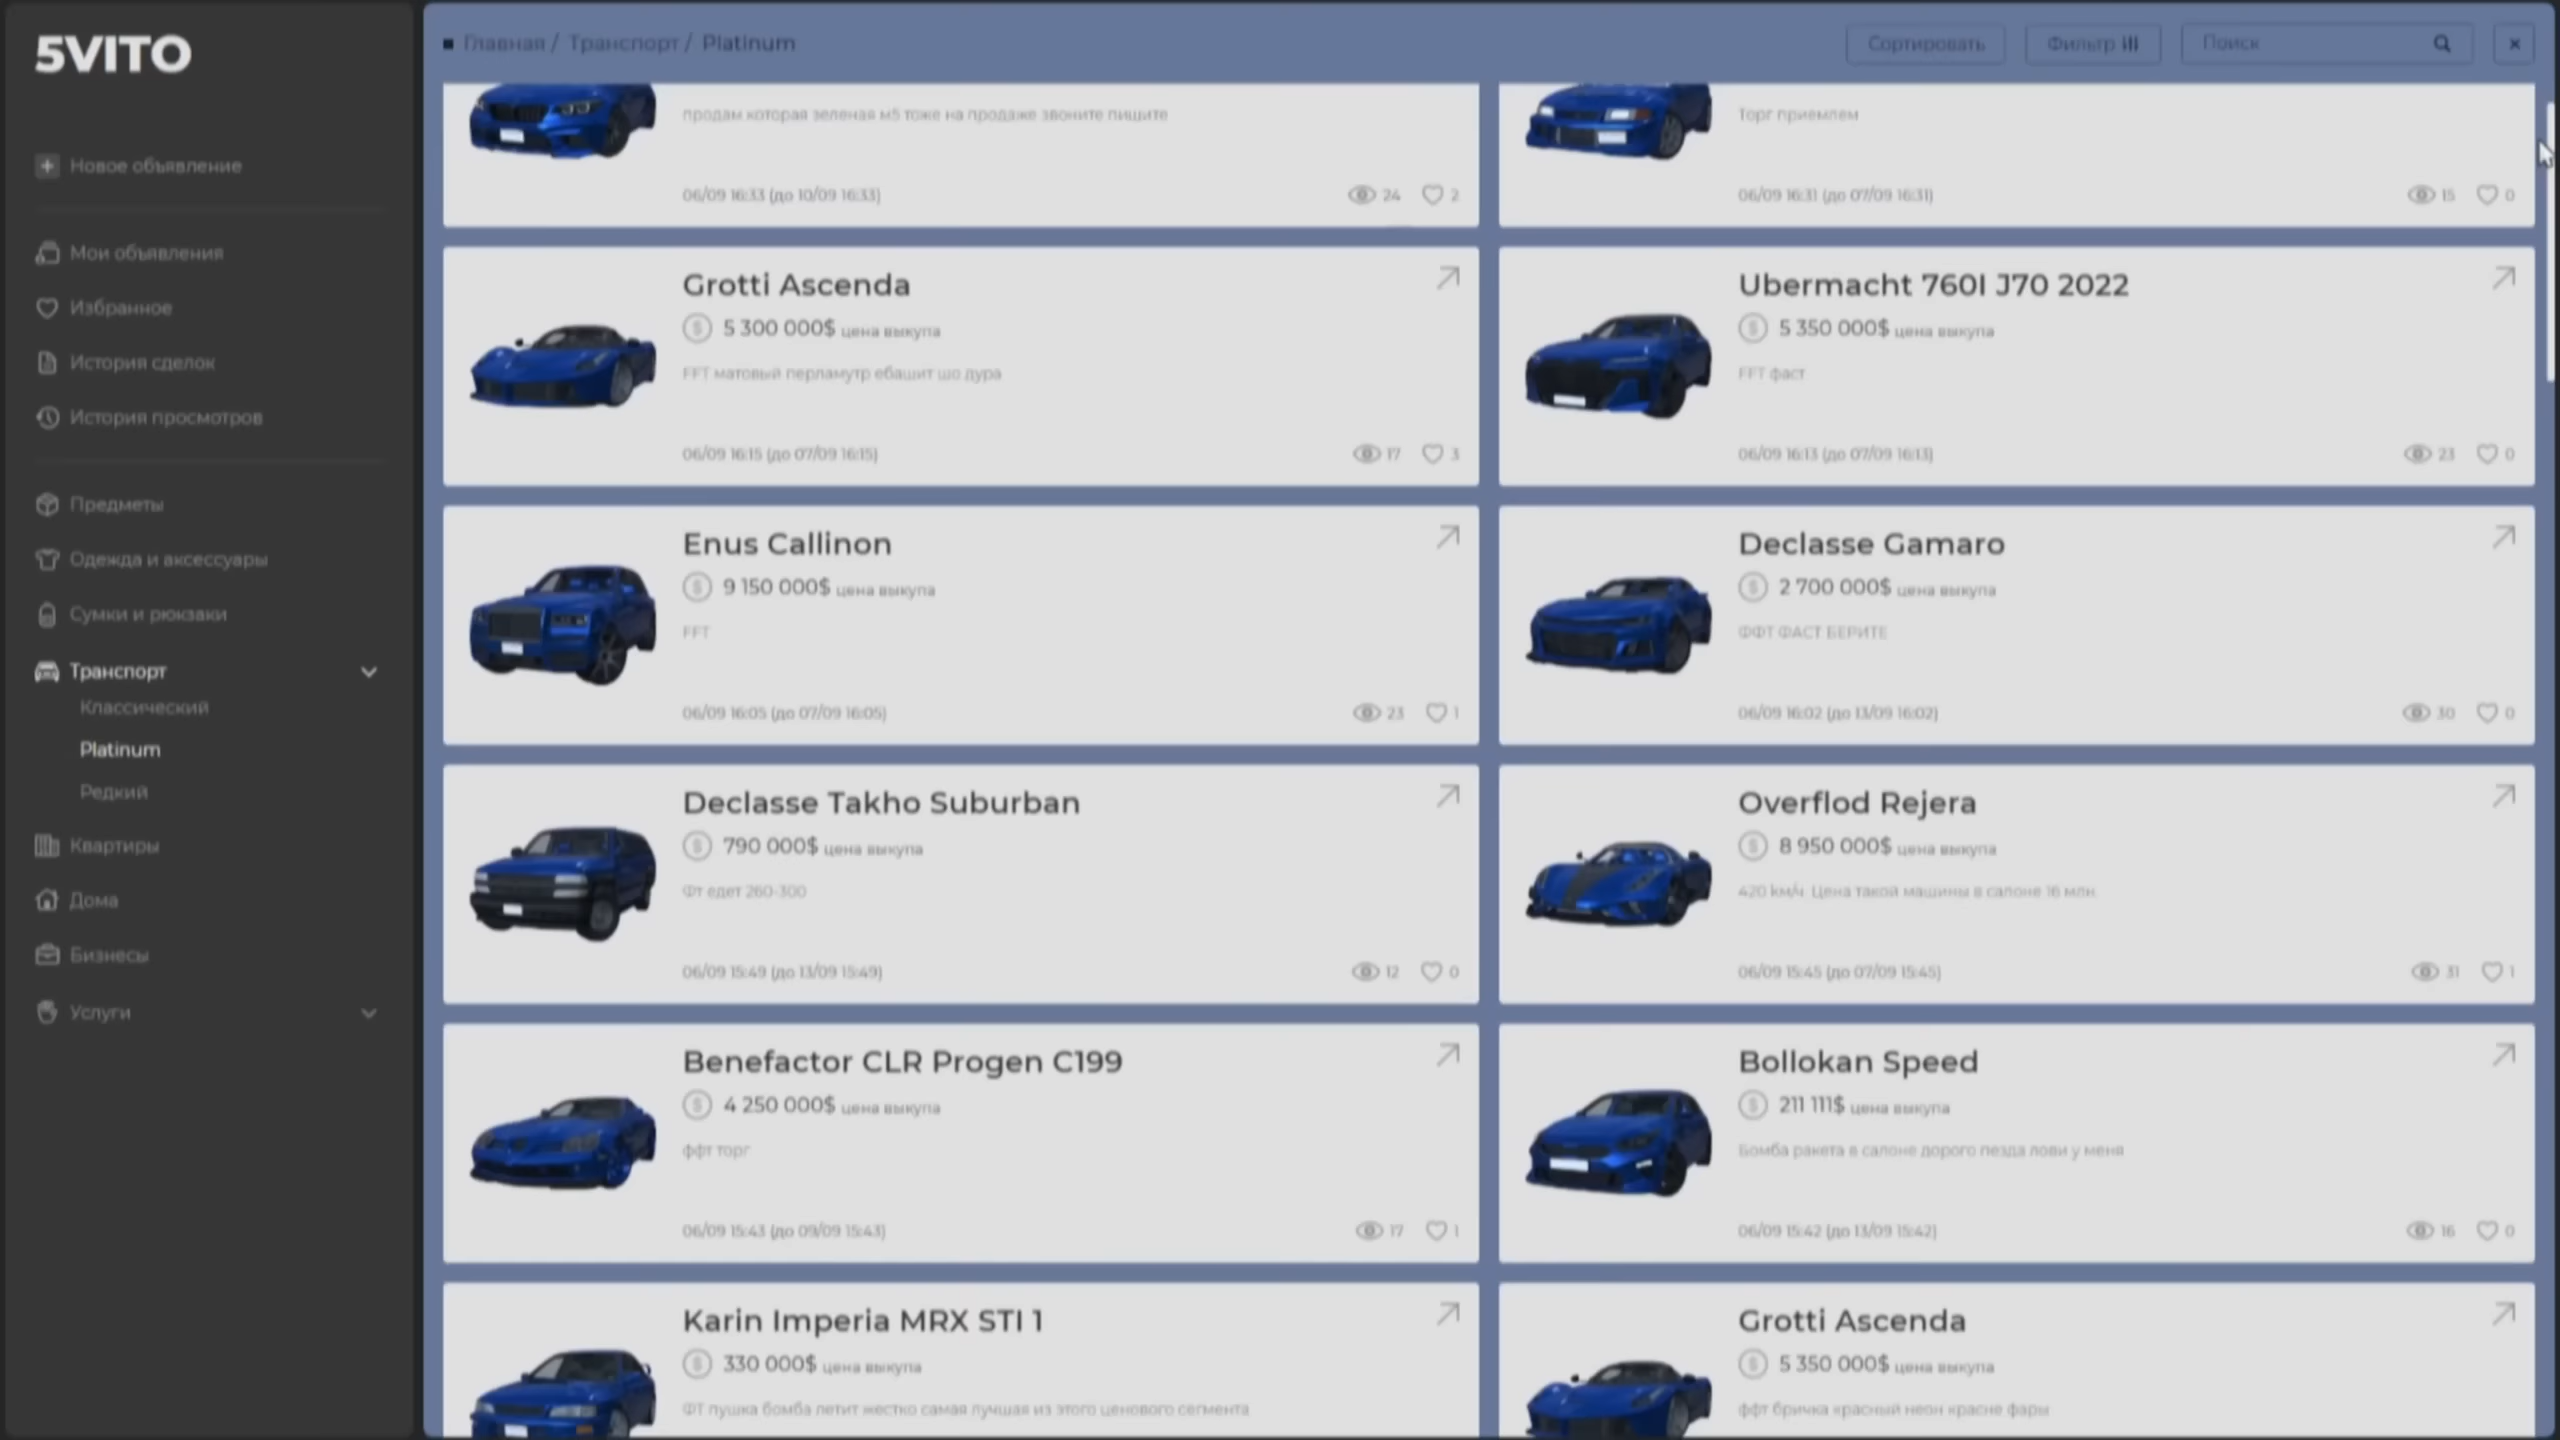 5VITO
Новое объявление
Мои объявления
Избранное
История сделок
История просмотров
Предметы
Одежда и аксессуары
Сумки и рюкзаки
Транспорт
Классический
Platinum
Редкий
Квартиры
Дома
Бизнесы
Услуги
Главная / Транспорт / Platinum
Сортировать
Фильтр
Поиск
продам которая зеленая м5 тоже на продаже звоните пишите
06/09 16:33 (до 10/09 16:33)
24
2
Торг приемлем
06/09 16:31 (до 07/09 16:31)
15
0
Grotti Ascenda
5 300 000$ цена выкупа
FFT матовый перламутр ебашит шо дура
06/09 16:15 (до 07/09 16:15)
17
3
Ubermacht 760I J70 2022
5 350 000$ цена выкупа
FFT фаст
06/09 16:13 (до 07/09 16:13)
23
0
Enus Callinon
9 150 000$ цена выкупа
FFT
06/09 16:05 (до 07/09 16:05)
23
1
Declasse Gamaro
2 700 000$ цена выкупа
ФФТ ФАСТ БЕРИТЕ
06/09 16:02 (до 13/09 16:02)
30
0
Declasse Takho Suburban
790 000$ цена выкупа
Фт едет 260-300
06/09 15:49 (до 13/09 15:49)
12
0
Overflod Rejera
8 950 000$ цена выкупа
420 км/ч. Цена такой машины в салоне 16 млн.
06/09 15:45 (до 07/09 15:45)
31
1
Benefactor CLR Progen C199
4 250 000$ цена выкупа
ффт торг
06/09 15:43 (до 09/09 15:43)
17
1
Bollokan Speed
211 111$ цена выкупа
Бомба ракета в салоне дорого пезда лови у меня
06/09 15:42 (до 13/09 15:42)
16
0
Karin Imperia MRX STI 1
330 000$ цена выкупа
ФТ пушка бомба летит жестко самая лучшая из этого ценового сегмента
Grotti Ascenda
5 350 000$ цена выкупа
ффт бричка красный неон красне фары